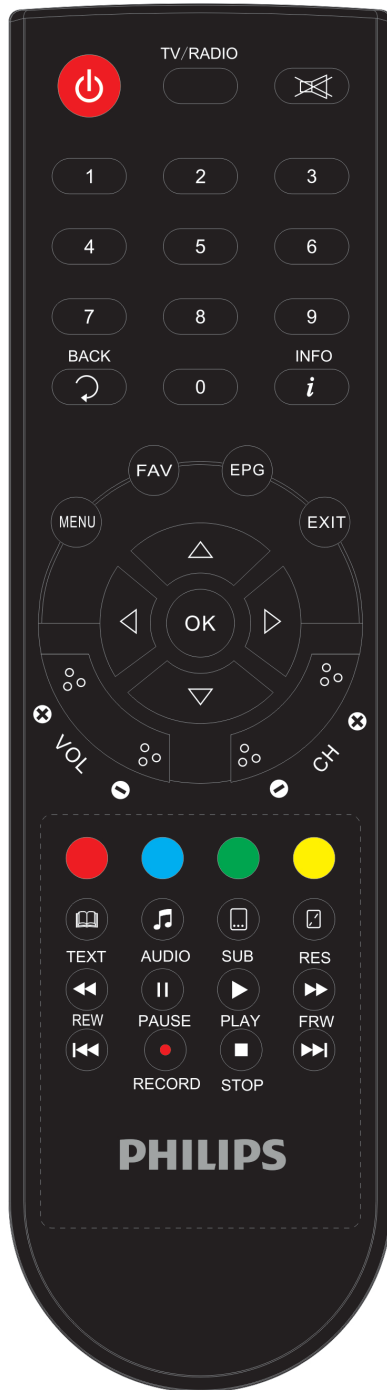 TV/RADIO
1 2 3
4 5 6
7 8 9
BACK INFO
0 i
FAV EPG
MENU EXIT
OK
VOL CH
TEXT AUDIO SUB RES
REW PAUSE PLAY FRW
RECORD STOP
PHILIPS